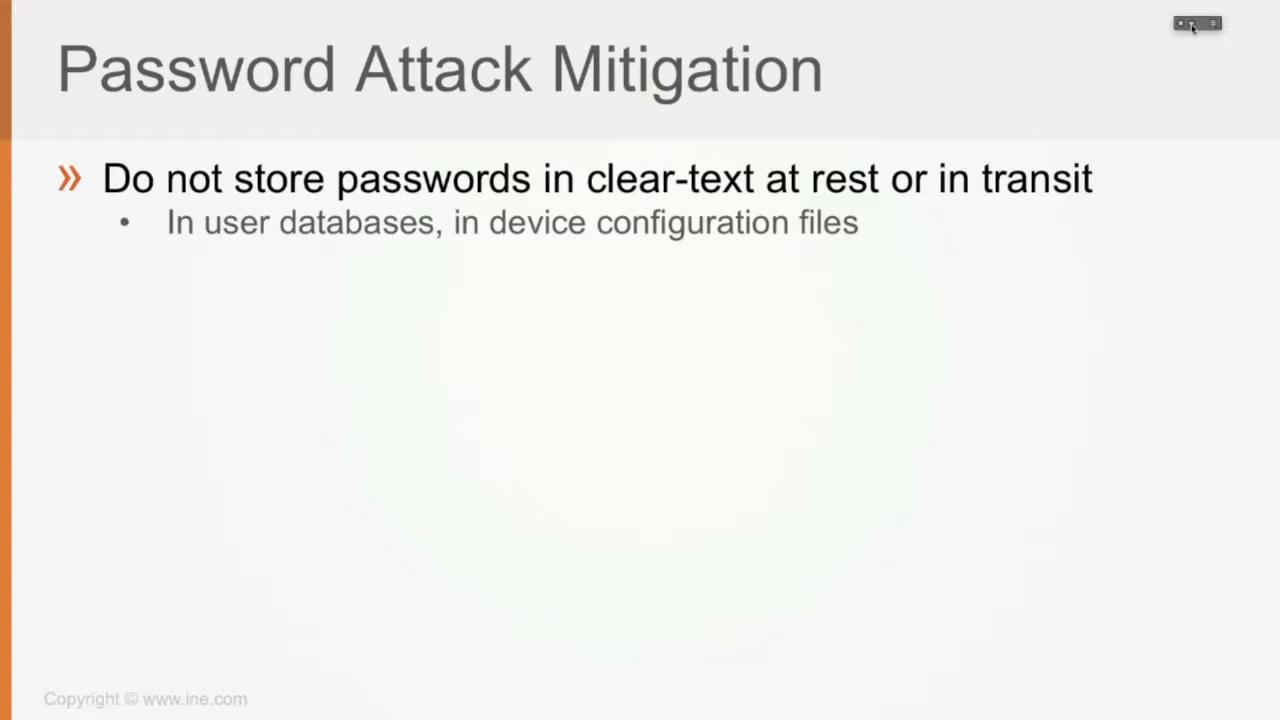 Password Attack Mitigation
» Do not store passwords in clear-text at rest or in transit
• In user databases, in device configuration files
Copyright © www.ine.com